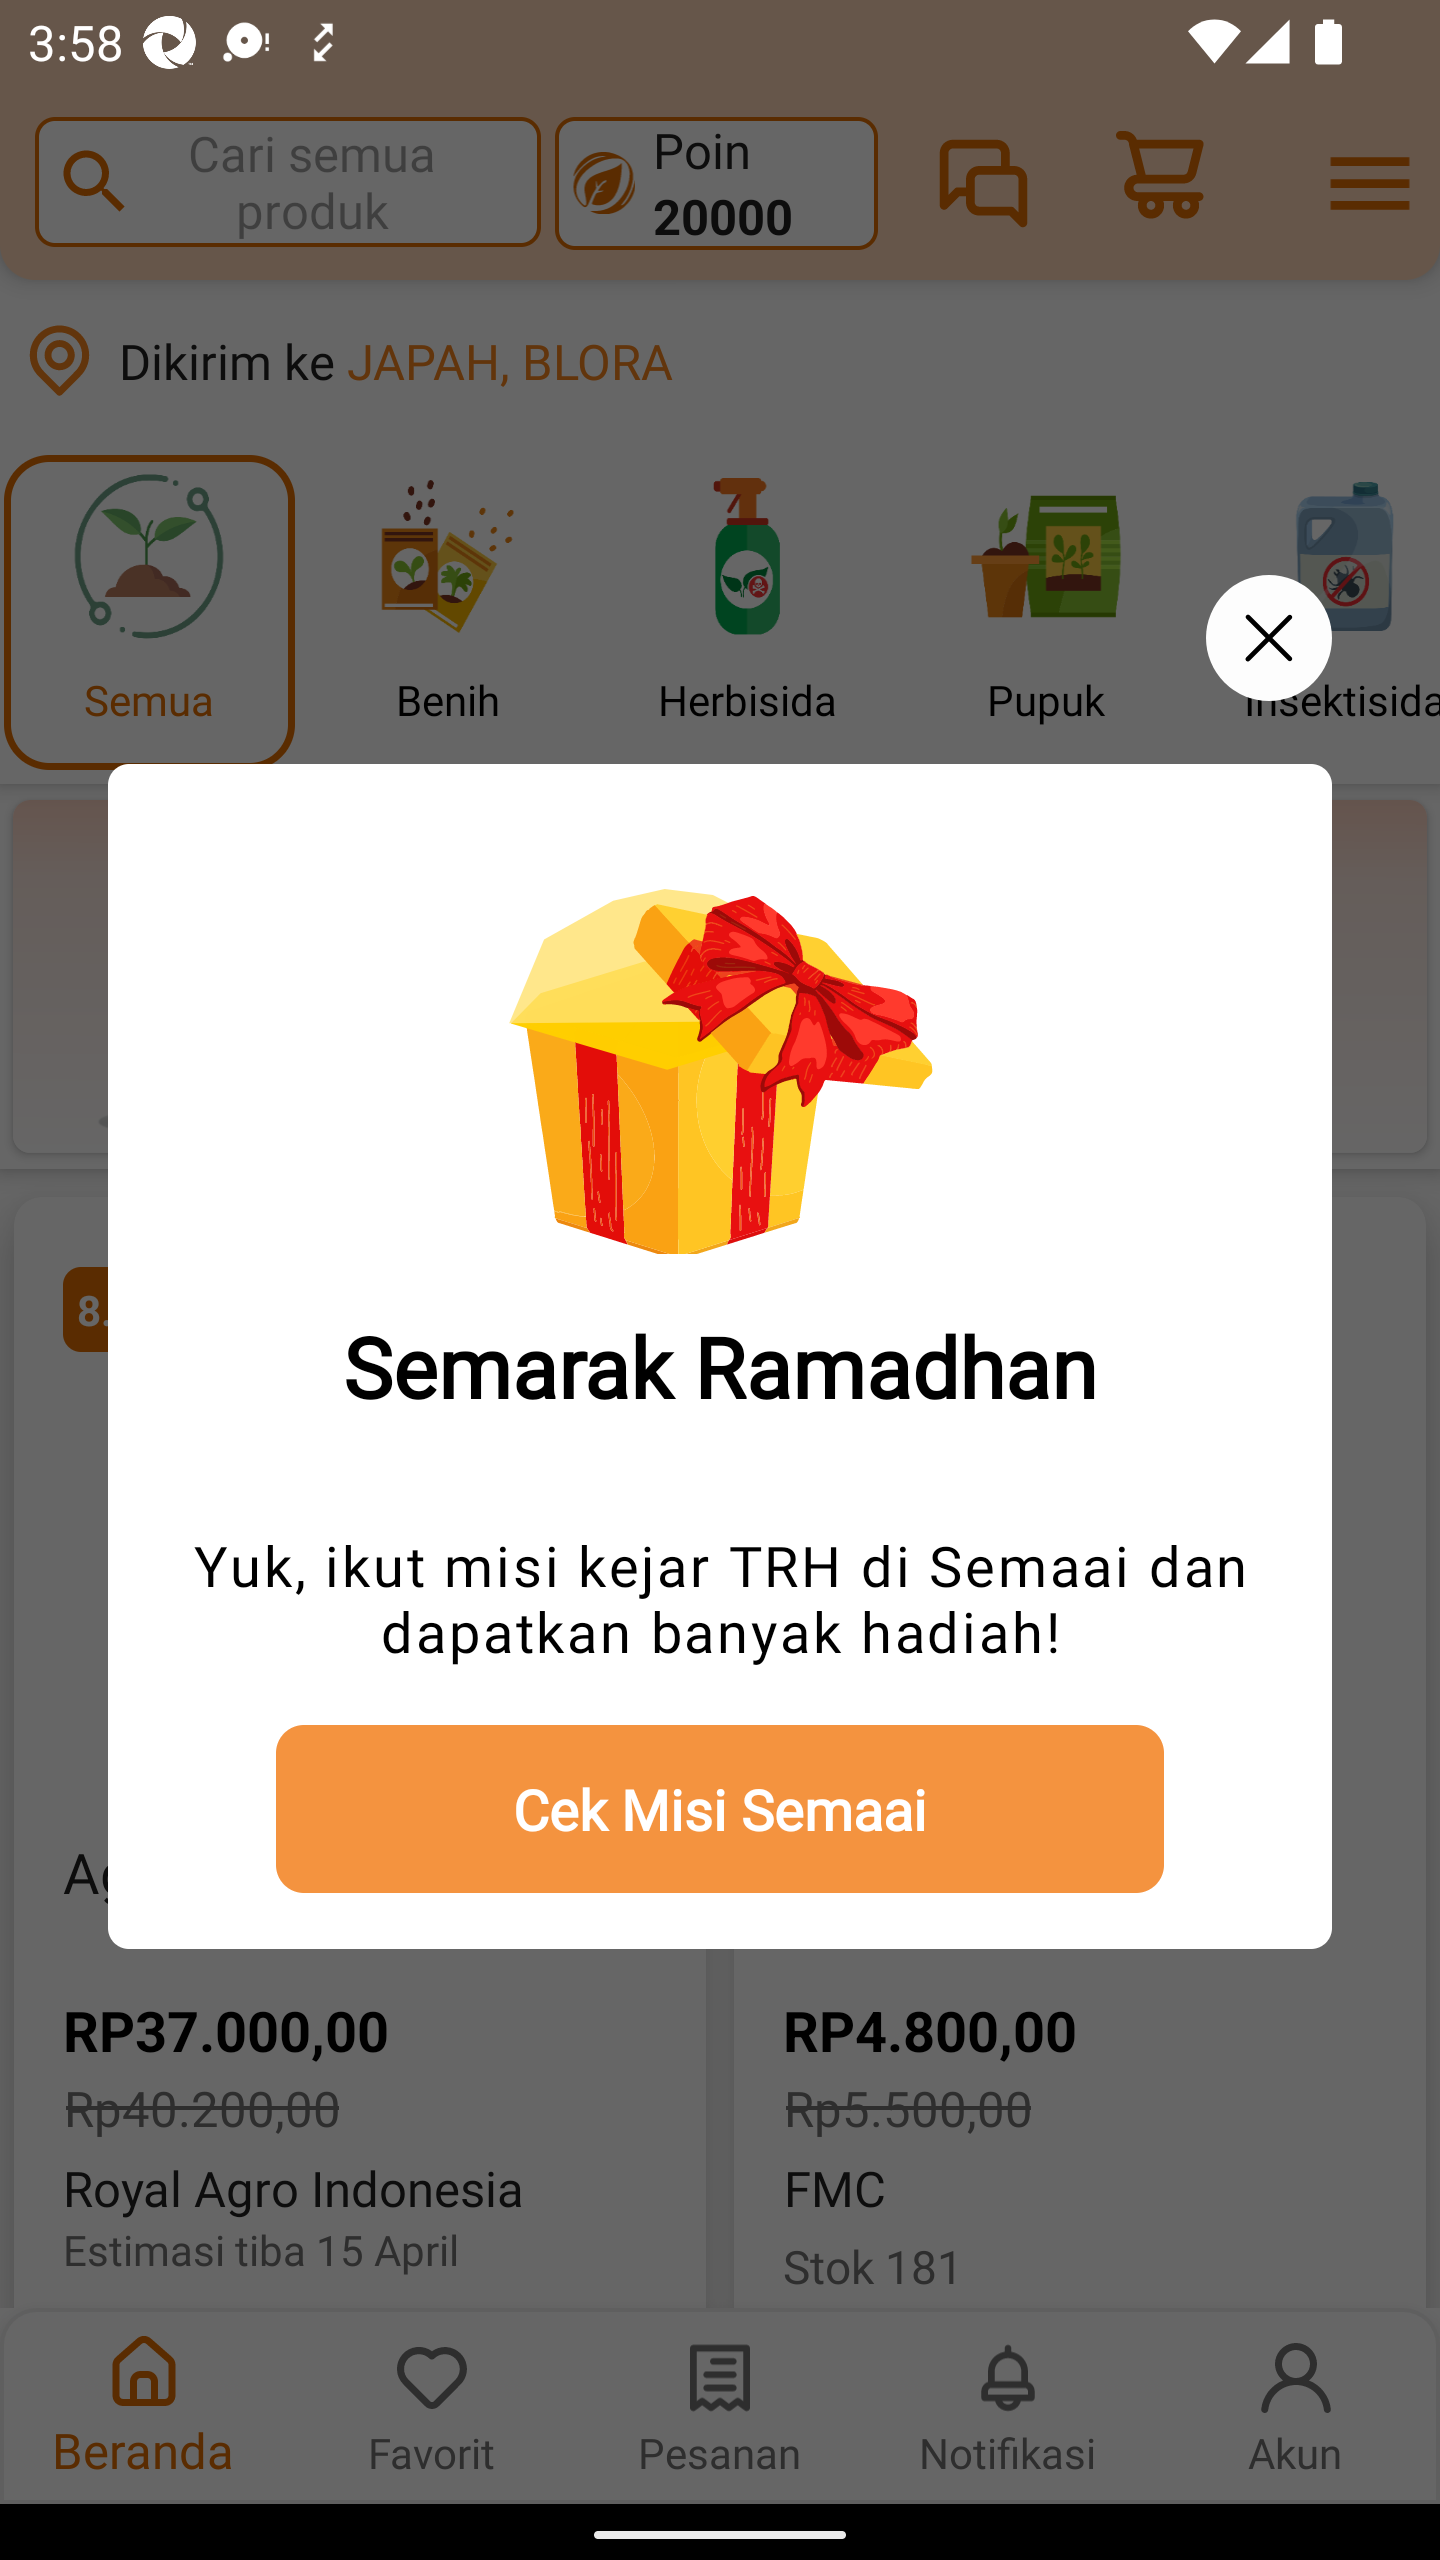 3:58
Cari semua
produk
Poin
20000
Dikirim ke JAPAH, BLORA
Semua
Benih
Herbisida
Pupuk
Insektisida
Semarak Ramadhan
Yuk, ikut misi kejar TRH di Semaai dan
dapatkan banyak hadiah!
Cek Misi Semaai
8.
RP37.000,00
RP4.800,00
Rp40.200,00
Rp5.500,00
Royal Agro Indonesia
FMC
Estimasi tiba 15 April
Stok 181
Beranda
Favorit
Pesanan
Notifikasi
Akun